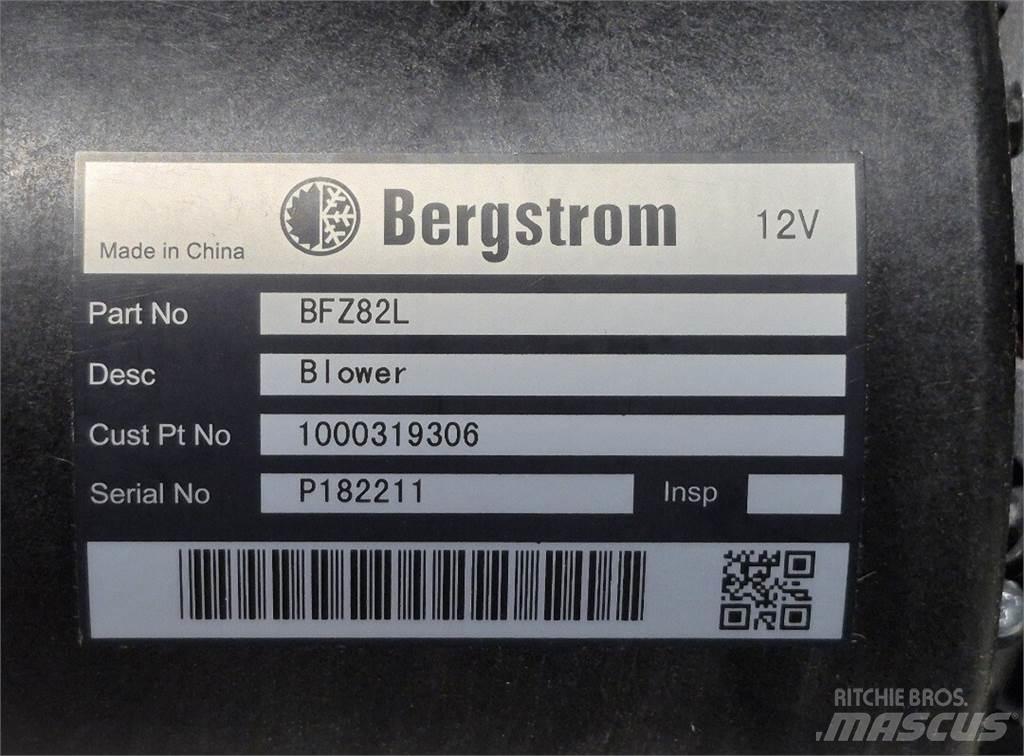 Bergstrom 12V
Made in China
Part No BFZ82L
Desc Blower
Cust Pt No 1000319306
Serial No P182211 Insp
RITCHIE BROS.
MASCUS